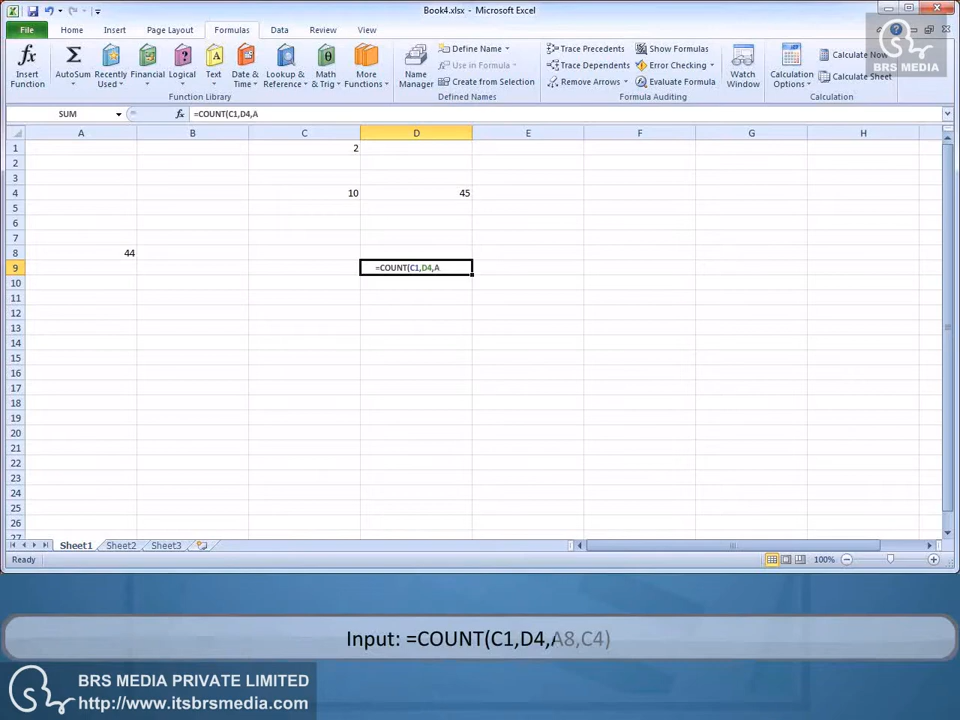 Book4.xlsx - Microsoft Excel
File Home Insert Page Layout Formulas Data Review View
BRS MEDIA
fx Insert Function
Σ AutoSum
Recently Used
Financial
Logical
Text
Date & Time
Lookup & Reference
Math & Trig
More Functions
Function Library
Name Manager
Define Name
Use in Formula
Create from Selection
Defined Names
Trace Precedents
Trace Dependents
Remove Arrows
Show Formulas
Error Checking
Evaluate Formula
Formula Auditing
Watch Window
Calculation Options
Calculate Now
Calculate Sheet
Calculation
SUM fx =COUNT(C1,D4,A
A B C D E F G H
1 2
2
3
4 10 45
5
6
7
8 44
9 =COUNT(C1,D4,A
10
11
12
13
14
15
16
17
18
19
20
21
22
23
24
25
26
27
Sheet1 Sheet2 Sheet3
Ready 100%
Input: =COUNT(C1,D4,A8,C4)
BRS MEDIA PRIVATE LIMITED
http://www.itsbrsmedia.com/